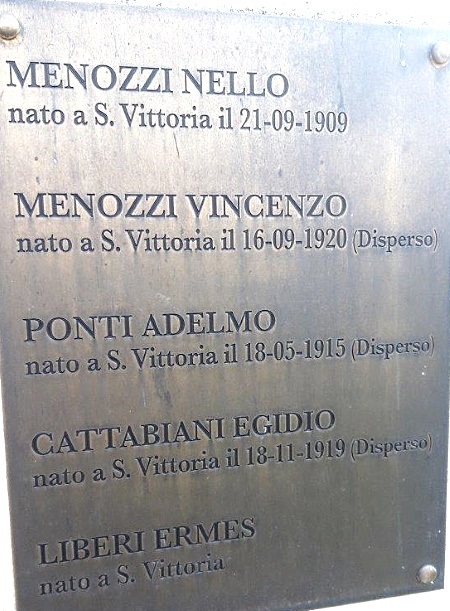 MENOZZI NELLO
nato a S. Vittoria il 21-09-1909
MENOZZI VINCENZO
nato a S. Vittoria il 16-09-1920 (Disperso)
PONTI ADELMO
nato a S. Vittoria il 18-05-1915 (Disperso)
CATTABIANI EGIDIO
nato a S. Vittoria il 18-11-1919 (Disperso)
LIBERI ERMES
nato a S. Vittoria